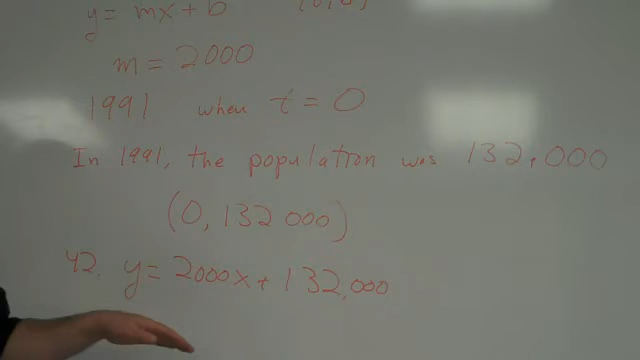 y = mx + b
m = 2000
1991 when t = 0
In 1991, the population was 132,000
(0, 132 000)
42. y = 2000x + 132,000